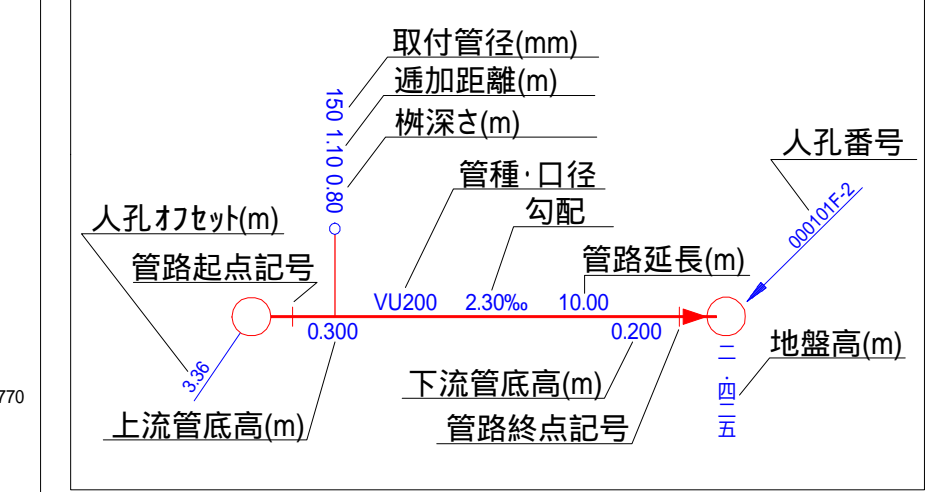 取付管径(mm)
逓加距離(m)
桝深さ(m)
150 1.10 0.80
管種・口径
勾配
人孔番号
000101F-2
人孔オフセット(m)
管路起点記号
管路延長(m)
VU200 2.30‰ 10.00
0.300 0.200
3.36
地盤高(m)
二.四二五
下流管底高(m)
上流管底高(m)
管路終点記号
770